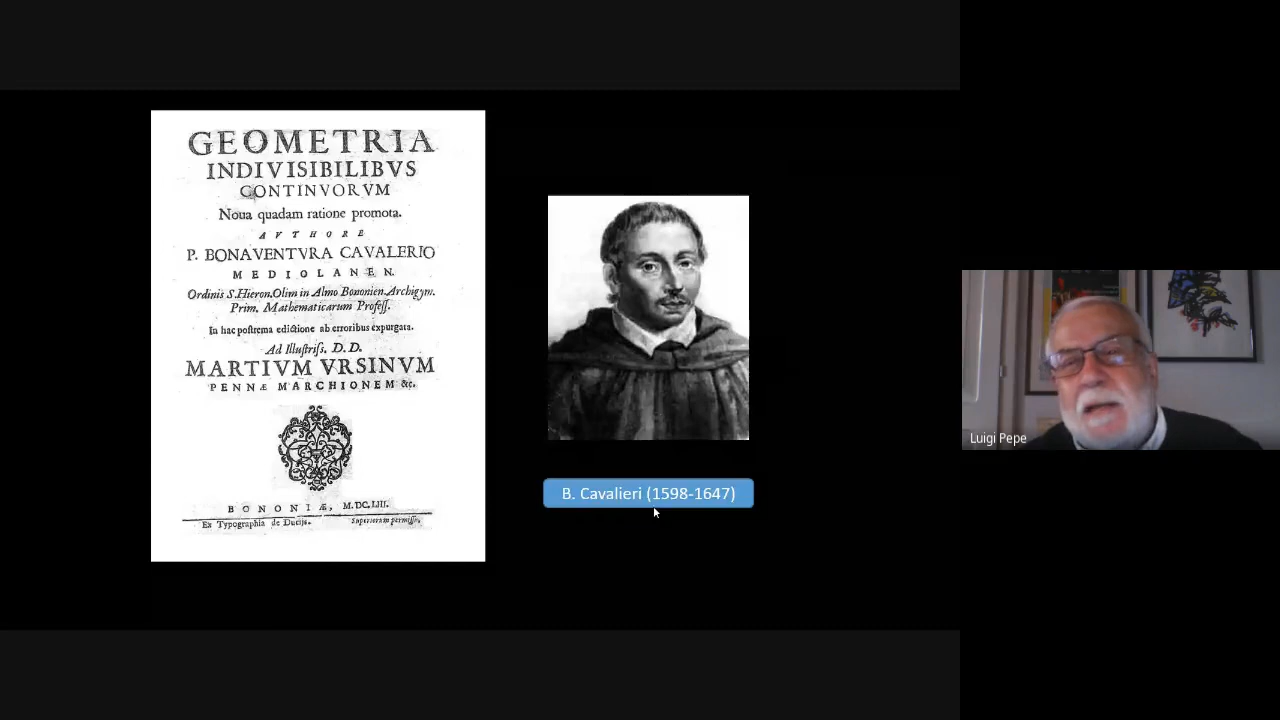 GEOMETRIA
INDIVISIBILIBVS
CONTINVORVM
Noua quadam ratione promota.
AVTHORE
P. BONAVENTVRA CAVALERIO
MEDIOLANEN.
Ordinis S.Hieron.Olim in Almo Bononien.Archigym.
Prim. Mathematicarum Profeſſ.
In hac poſtrema edictione ab erroribus expurgata.
Ad Illuſtriſs. D. D.
MARTIVM VRSINVM
PENNÆ MARCHIONEM &c.
BONONIÆ, M.DC.LIII.
Ex Typographia de Ducijs. Superiorum permiſſu,
B. Cavalieri (1598-1647)
Luigi Pepe